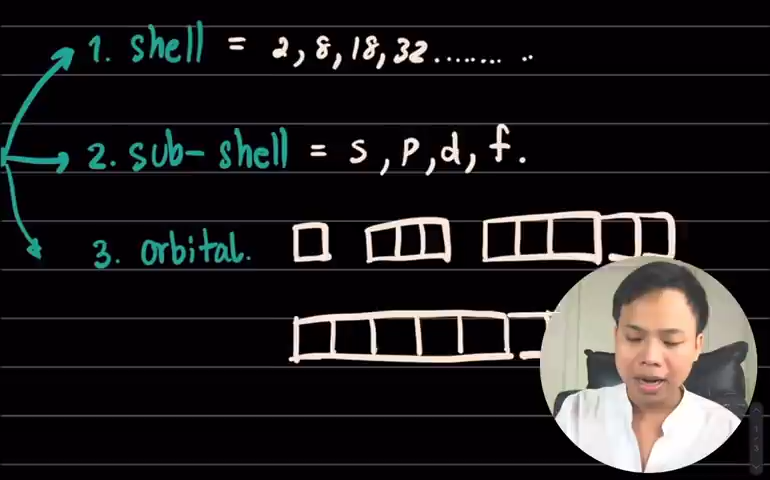 1. shell = 2, 8, 18, 32......... ..
2. sub-shell = s, p, d, f.
3. orbital.